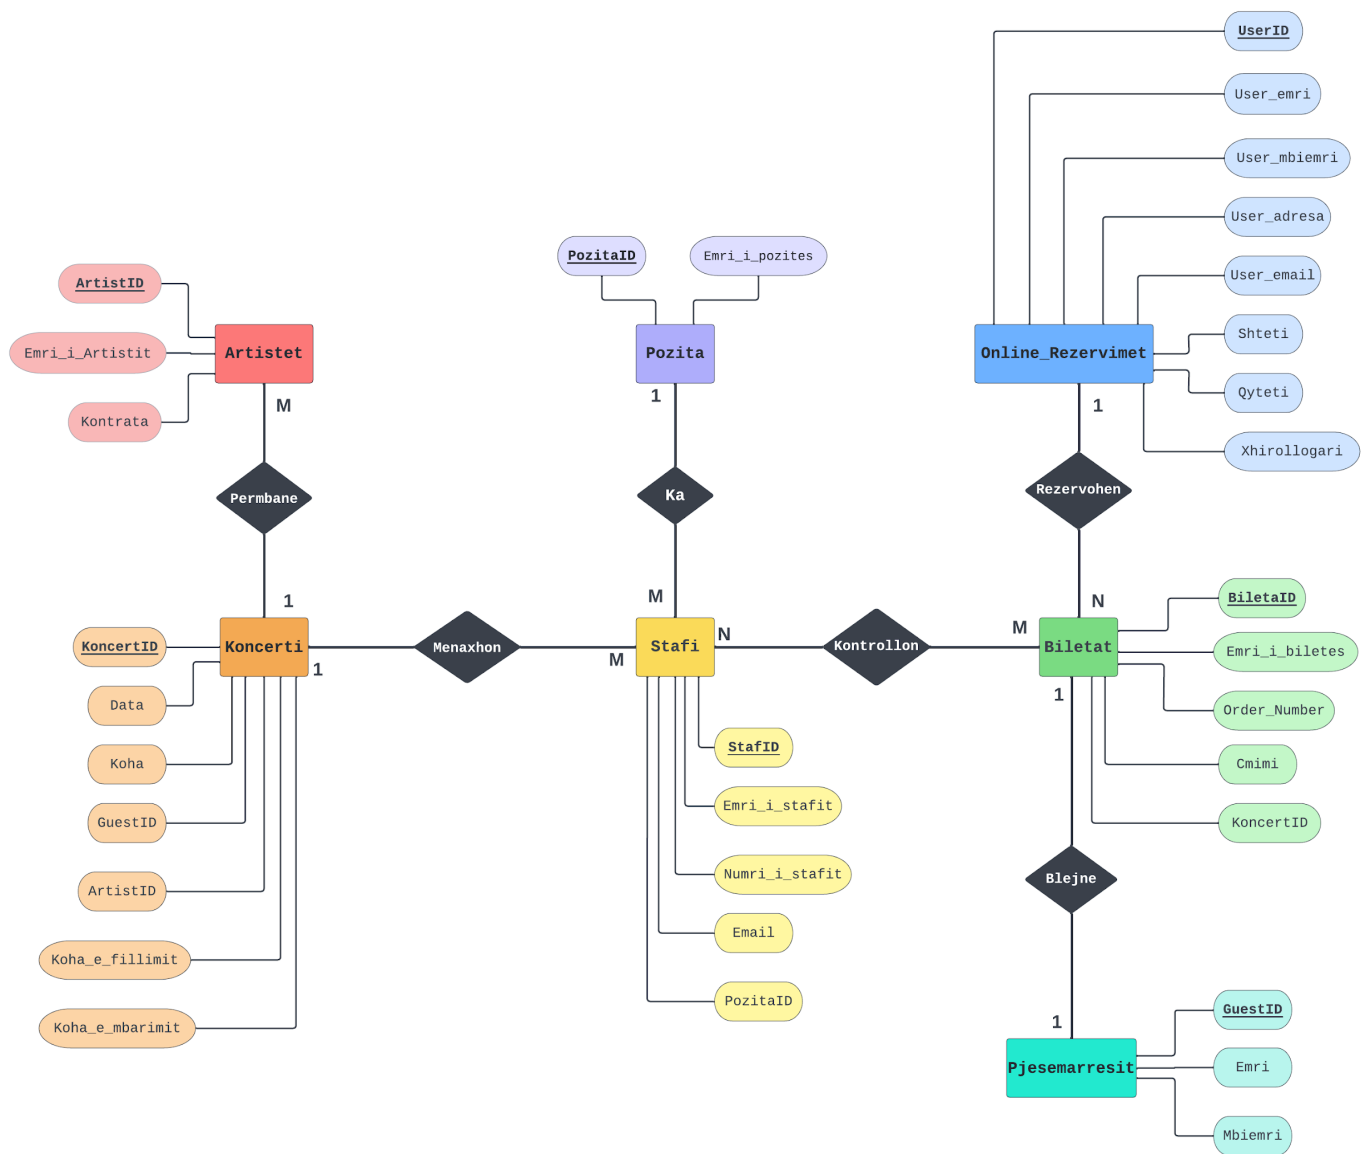 UserID
User_emri
User_mbiemri
User_adresa
User_email
Shteti
Qyteti
Xhirollogari
Online_Rezervimet
1
Rezervohen
N
PozitaID
Emri_i_pozites
Pozita
1
Ka
M
ArtistID
Emri_i_Artistit
Kontrata
Artistet
M
Permbane
1
KoncertID
Koncerti
1
Menaxhon
M
Stafi
N
Kontrollon
M
Biletat
1
Data
Koha
GuestID
ArtistID
Koha_e_fillimit
Koha_e_mbarimit
StafID
Emri_i_stafit
Numri_i_stafit
Email
PozitaID
BiletaID
Emri_i_biletes
Order_Number
Cmimi
KoncertID
Blejne
1
Pjesemarresit
GuestID
Emri
Mbiemri